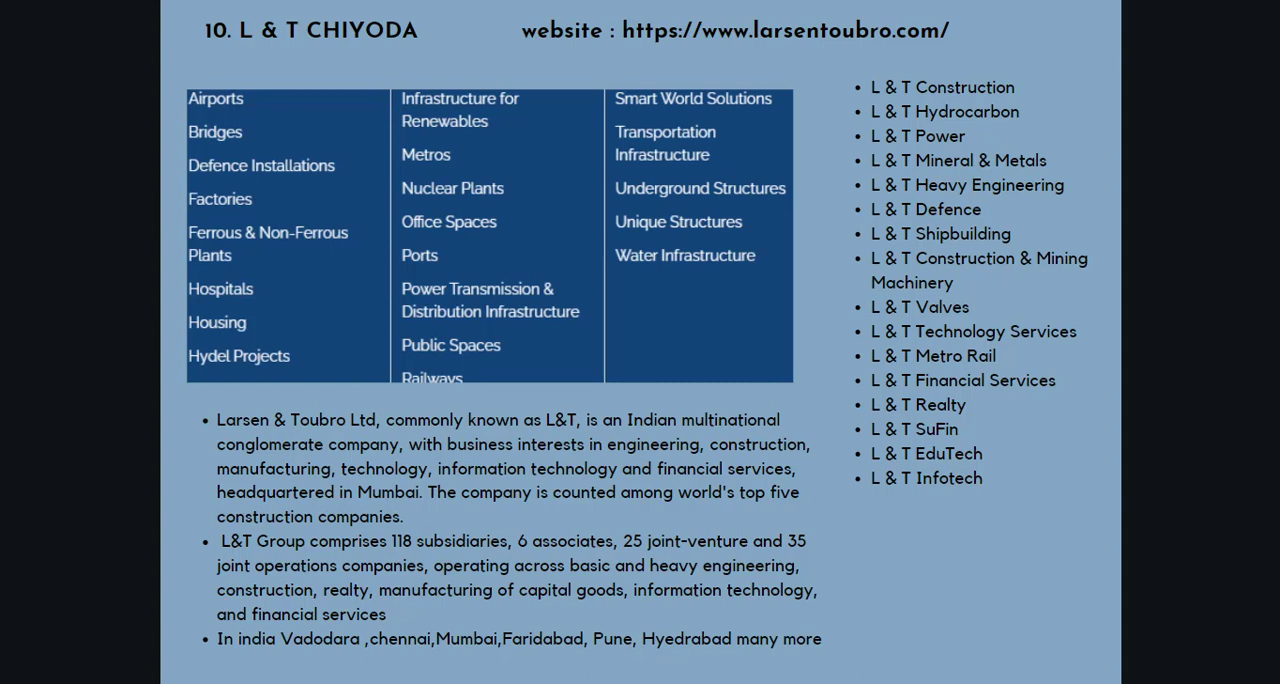 10. L & T CHIYODA
website : https://www.larsentoubro.com/
Airports
Bridges
Defence Installations
Factories
Ferrous & Non-Ferrous
Plants
Hospitals
Housing
Hydel Projects
Infrastructure for
Renewables
Metros
Nuclear Plants
Office Spaces
Ports
Power Transmission &
Distribution Infrastructure
Public Spaces
Railways
Smart World Solutions
Transportation
Infrastructure
Underground Structures
Unique Structures
Water Infrastructure
• L & T Construction
• L & T Hydrocarbon
• L & T Power
• L & T Mineral & Metals
• L & T Heavy Engineering
• L & T Defence
• L & T Shipbuilding
• L & T Construction & Mining
Machinery
• L & T Valves
• L & T Technology Services
• L & T Metro Rail
• L & T Financial Services
• L & T Realty
• L & T SuFin
• L & T EduTech
• L & T Infotech
• Larsen & Toubro Ltd, commonly known as L&T, is an Indian multinational
conglomerate company, with business interests in engineering, construction,
manufacturing, technology, information technology and financial services,
headquartered in Mumbai. The company is counted among world's top five
construction companies.
• L&T Group comprises 118 subsidiaries, 6 associates, 25 joint-venture and 35
joint operations companies, operating across basic and heavy engineering,
construction, realty, manufacturing of capital goods, information technology,
and financial services
• In india Vadodara ,chennai,Mumbai,Faridabad, Pune, Hyedrabad many more